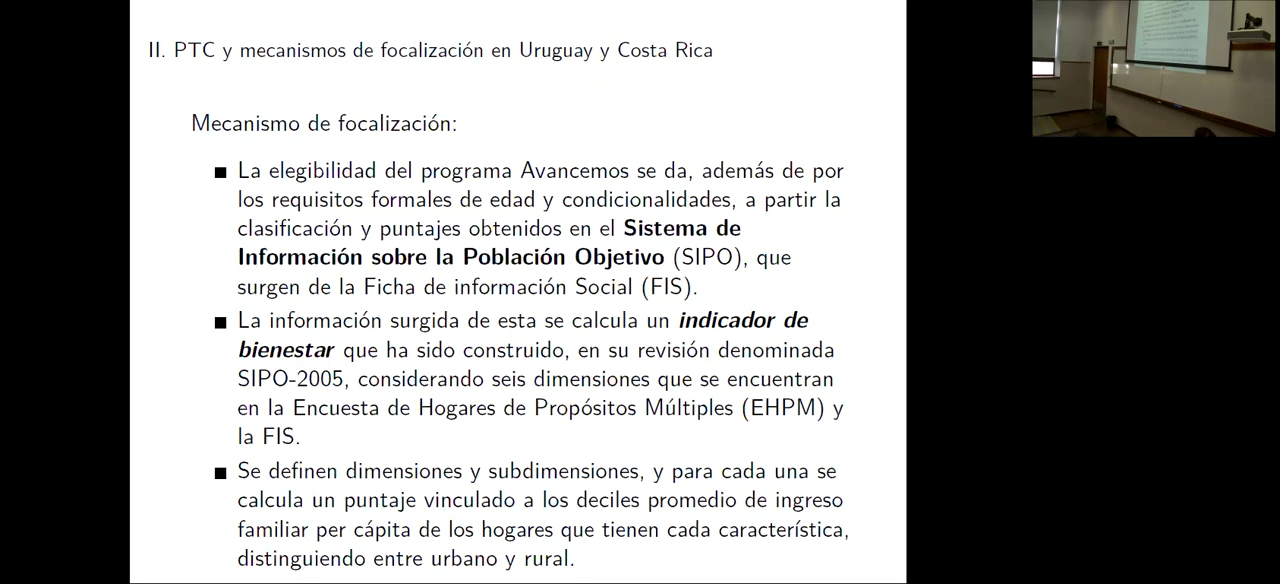 II. PTC y mecanismos de focalización en Uruguay y Costa Rica
Mecanismo de focalización:
■ La elegibilidad del programa Avancemos se da, además de por
los requisitos formales de edad y condicionalidades, a partir la
clasificación y puntajes obtenidos en el Sistema de
Información sobre la Población Objetivo (SIPO), que
surgen de la Ficha de información Social (FIS).
■ La información surgida de esta se calcula un indicador de
bienestar que ha sido construido, en su revisión denominada
SIPO-2005, considerando seis dimensiones que se encuentran
en la Encuesta de Hogares de Propósitos Múltiples (EHPM) y
la FIS.
■ Se definen dimensiones y subdimensiones, y para cada una se
calcula un puntaje vinculado a los deciles promedio de ingreso
familiar per cápita de los hogares que tienen cada característica,
distinguiendo entre urbano y rural.